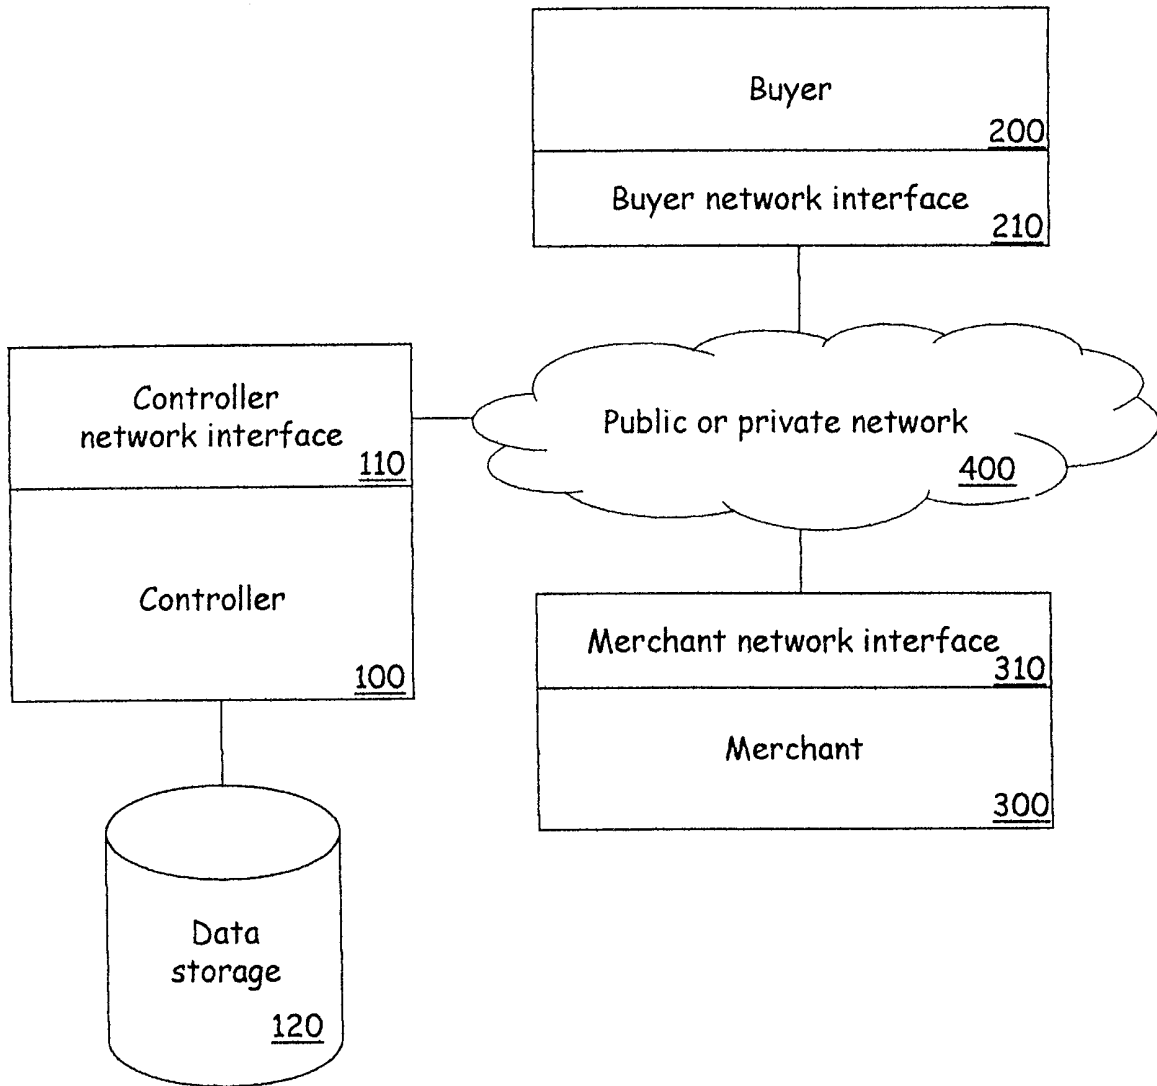 Buyer
200
Buyer network interface
210
Controller
network interface
110
Public or private network
400
Controller
100
Merchant network interface
310
Merchant
300
Data
storage
120